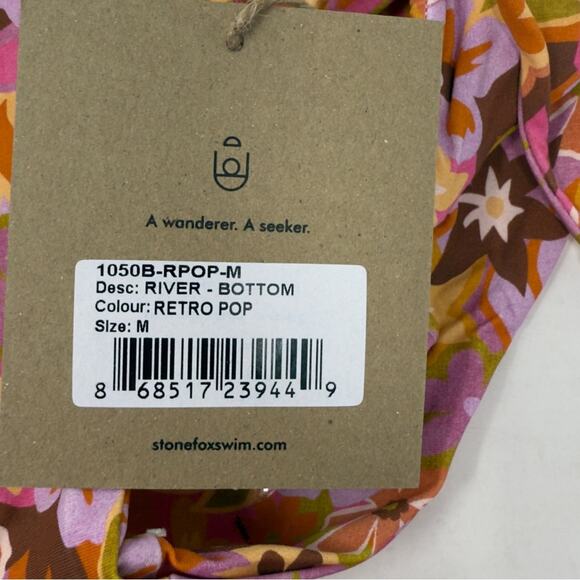 A wanderer. A seeker.
1050B-RPOP-M
Desc: RIVER - BOTTOM
Colour: RETRO POP
Size: M
8 68517 23944 9
stonefoxswim.com